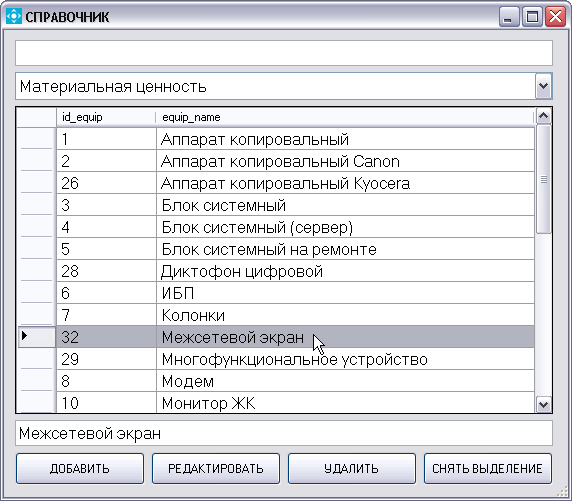 СПРАВОЧНИК
Материальная ценность
id_equip equip_name
1 Аппарат копировальный
2 Аппарат копировальный Canon
26 Аппарат копировальный Kyocera
3 Блок системный
4 Блок системный (сервер)
5 Блок системный на ремонте
28 Диктофон цифровой
6 ИБП
7 Колонки
32 Межсетевой экран
29 Многофункциональное устройство
8 Модем
10 Монитор ЖК
Межсетевой экран
ДОБАВИТЬ РЕДАКТИРОВАТЬ УДАЛИТЬ СНЯТЬ ВЫДЕЛЕНИЕ